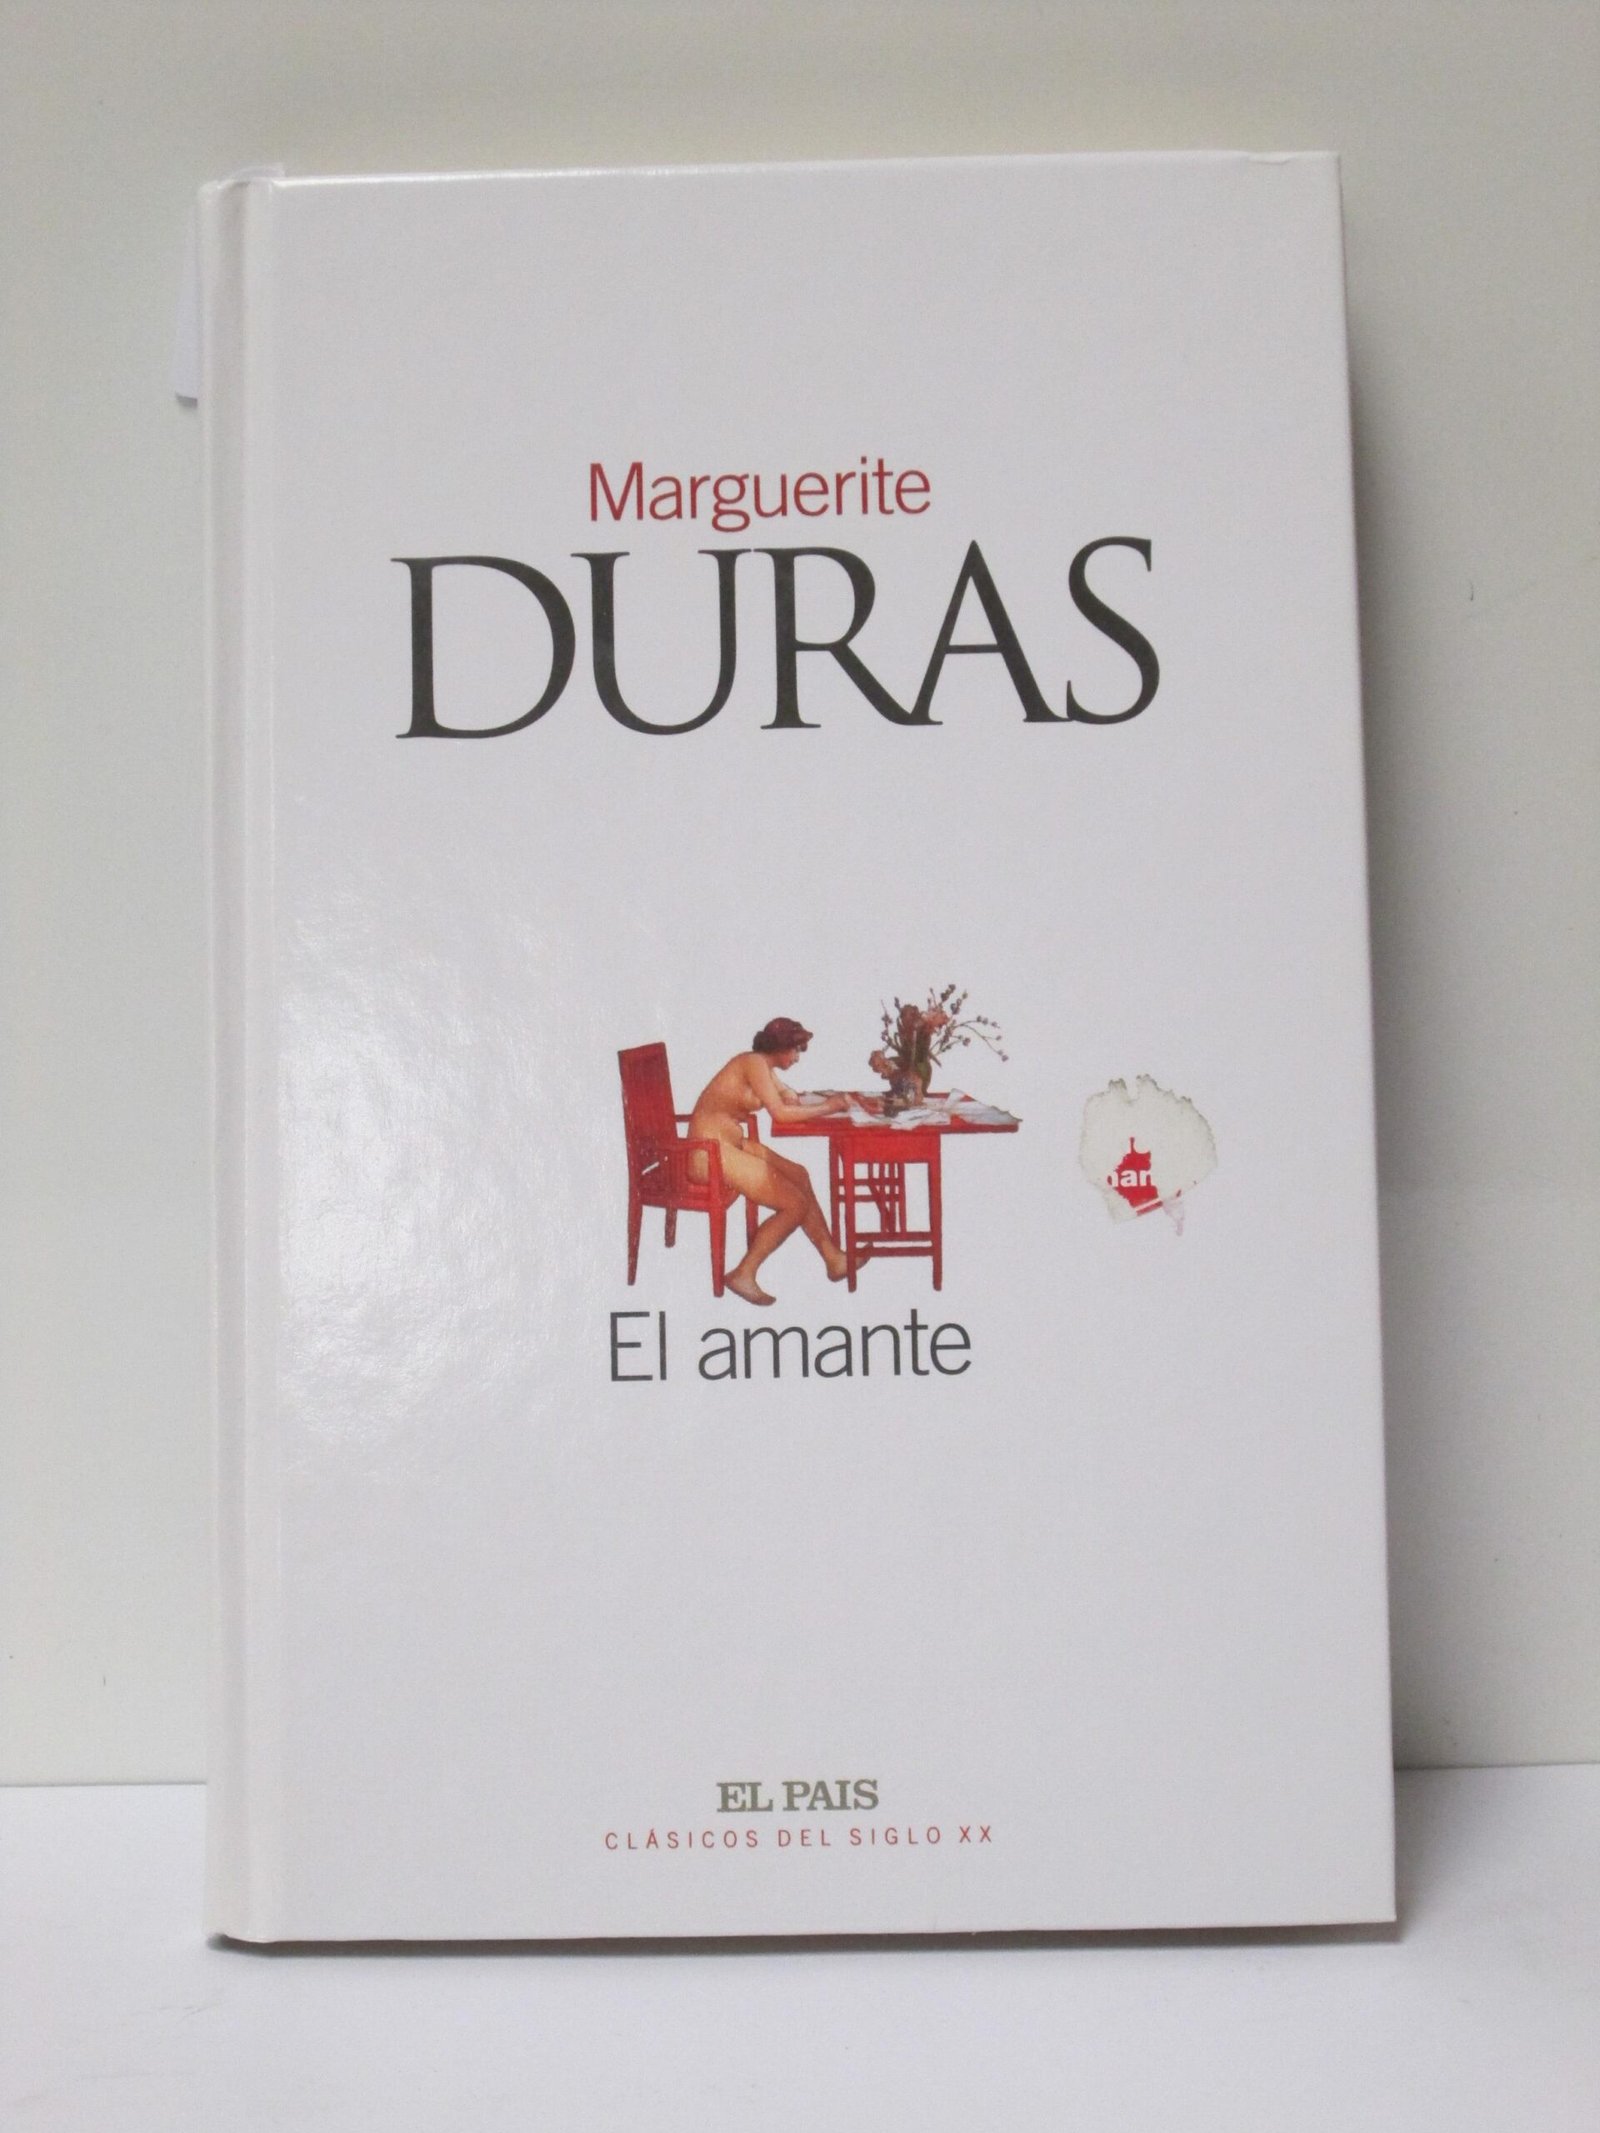 Marguerite
DURAS
El amante
EL PAIS
CLÁSICOS DEL SIGLO XX